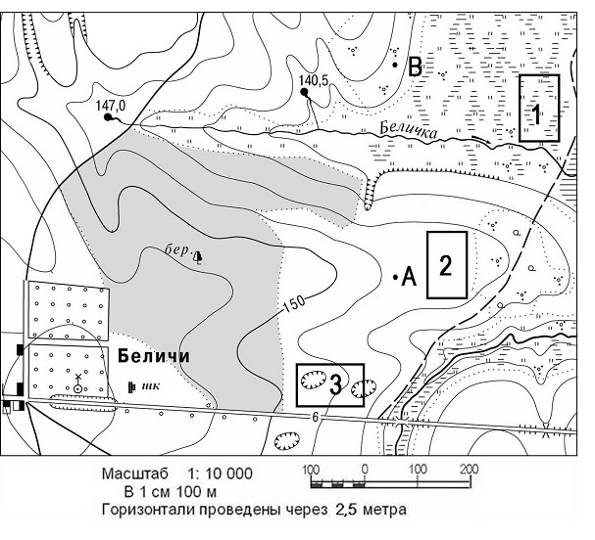 В
140,5
147,0
1
Беличка
бер.
2
А
150
Беличи
шк
3
6
Масштаб 1: 10 000
В 1 см 100 м
100 0 100 200
Горизонтали проведены через 2,5 метра